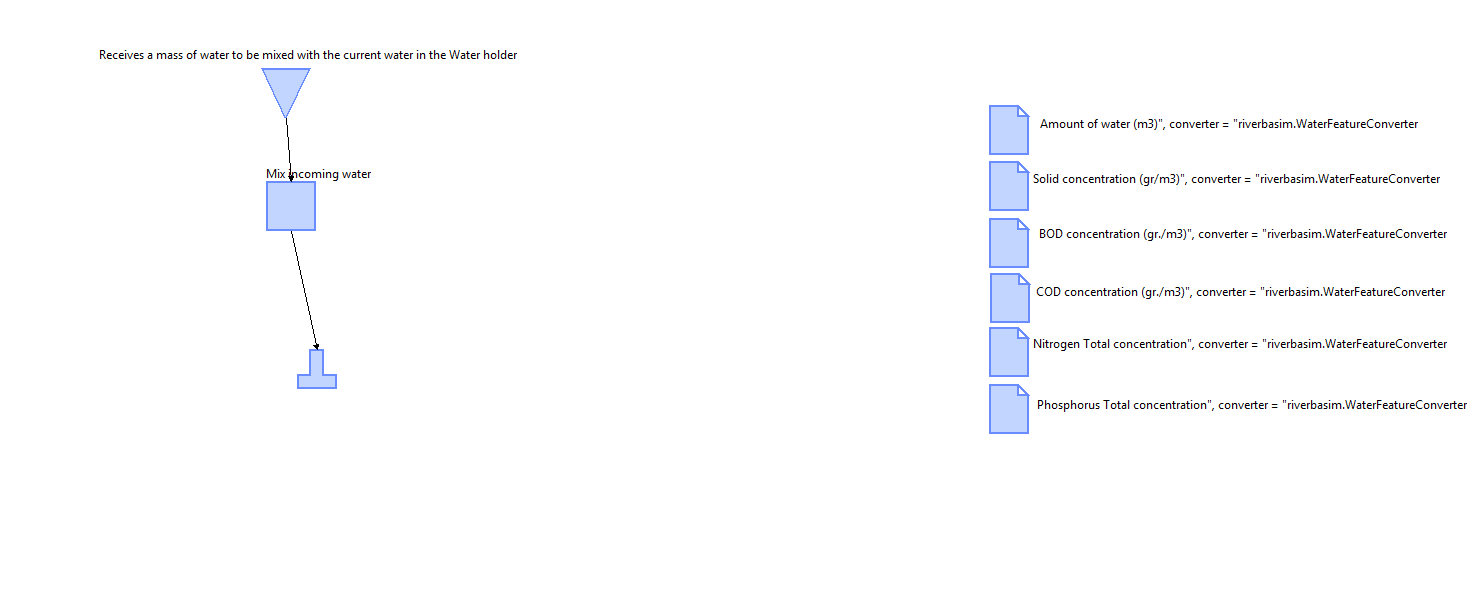 Receives a mass of water to be mixed with the current water in the Water holder
Mix incoming water
Amount of water (m3)", converter = "riverbasim.WaterFeatureConverter
Solid concentration (gr/m3)", converter = "riverbasim.WaterFeatureConverter
BOD concentration (gr./m3)", converter = "riverbasim.WaterFeatureConverter
COD concentration (gr./m3)", converter = "riverbasim.WaterFeatureConverter
Nitrogen Total concentration", converter = "riverbasim.WaterFeatureConverter
Phosphorus Total concentration", converter = "riverbasim.WaterFeatureConverter